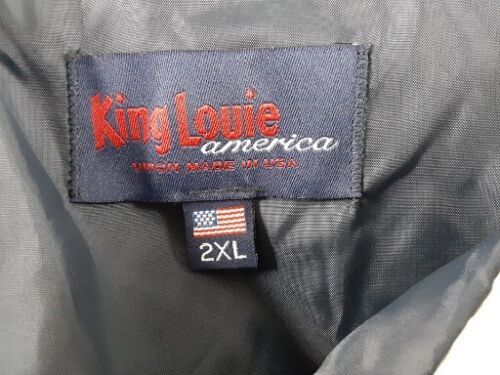 King Louie
america
UNION MADE IN USA
2XL